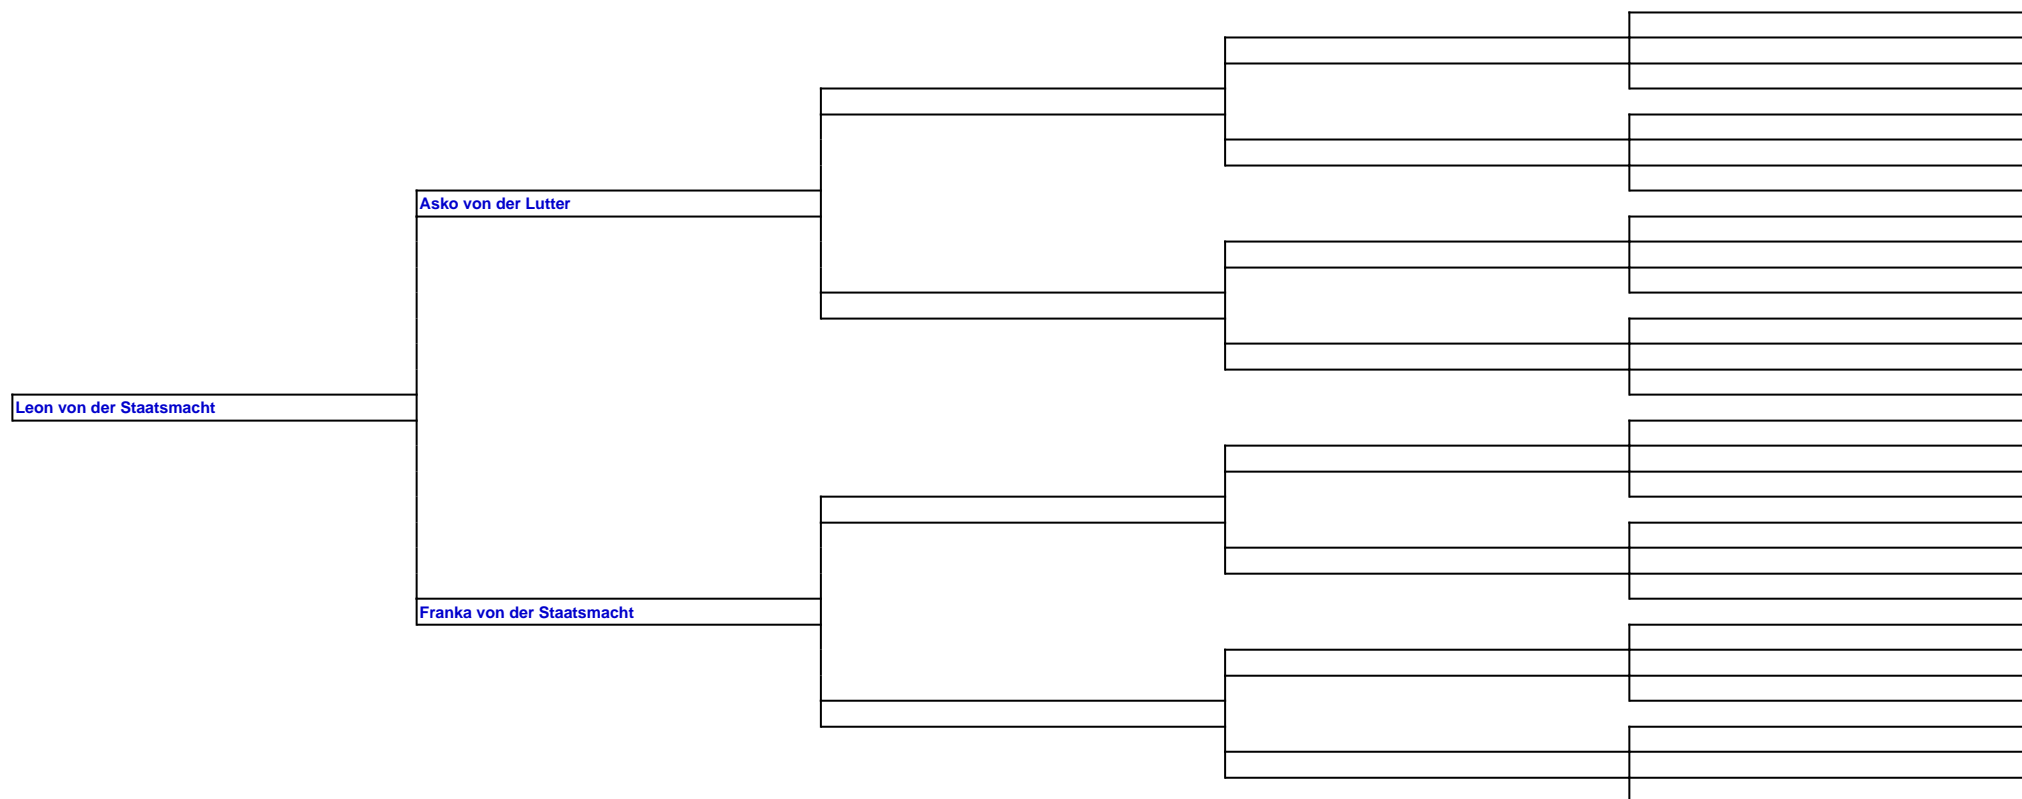 Asko von der Lutter
Leon von der Staatsmacht
Franka von der Staatsmacht